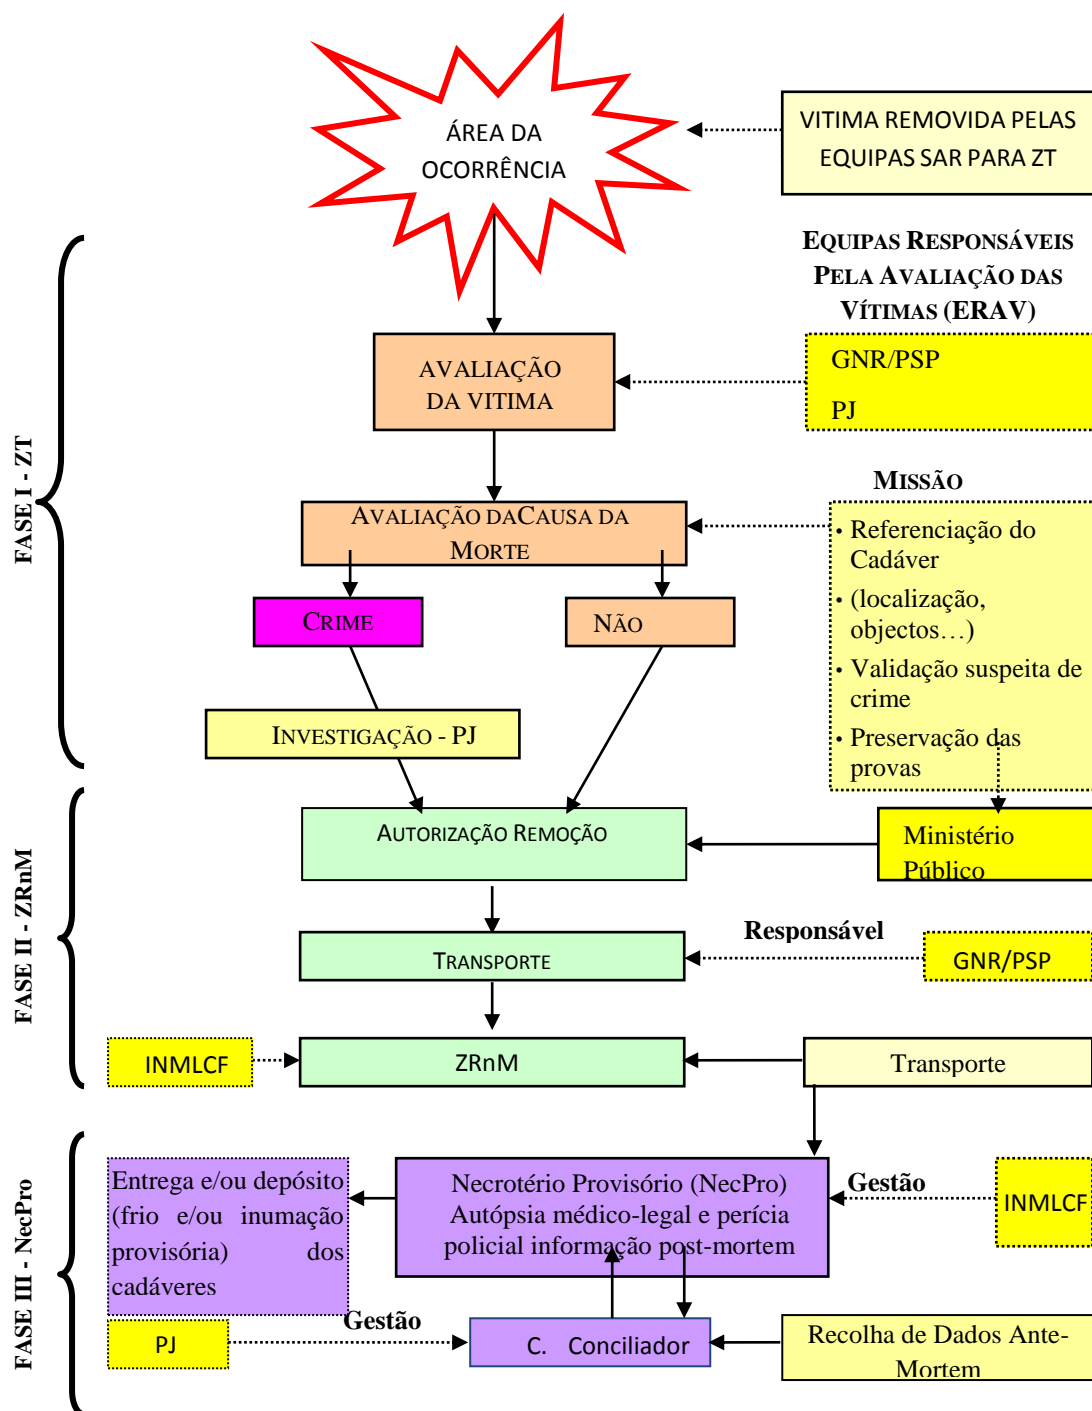 ÁREA DA
OCORRÊNCIA
VITIMA REMOVIDA PELAS
EQUIPAS SAR PARA ZT
EQUIPAS RESPONSÁVEIS
PELA AVALIAÇÃO DAS
VÍTIMAS (ERAV)
GNR/PSP
PJ
AVALIAÇÃO
DA VITIMA
FASE I - ZT
MISSÃO
AVALIAÇÃO DACAUSA DA
MORTE
• Referenciação do
Cadáver
• (localização,
objectos…)
• Validação suspeita de
crime
• Preservação das
provas
CRIME
NÃO
INVESTIGAÇÃO - PJ
FASE II - ZRnM
AUTORIZAÇÃO REMOÇÃO
Ministério
Público
Responsável
TRANSPORTE
GNR/PSP
INMLCF
ZRnM
Transporte
FASE III - NecPro
Entrega e/ou depósito
(frio e/ou inumação
provisória) dos
cadáveres
Necrotério Provisório (NecPro)
Autópsia médico-legal e perícia
policial informação post-mortem
Gestão
INMLCF
PJ
Gestão
C. Conciliador
Recolha de Dados Ante-
Mortem